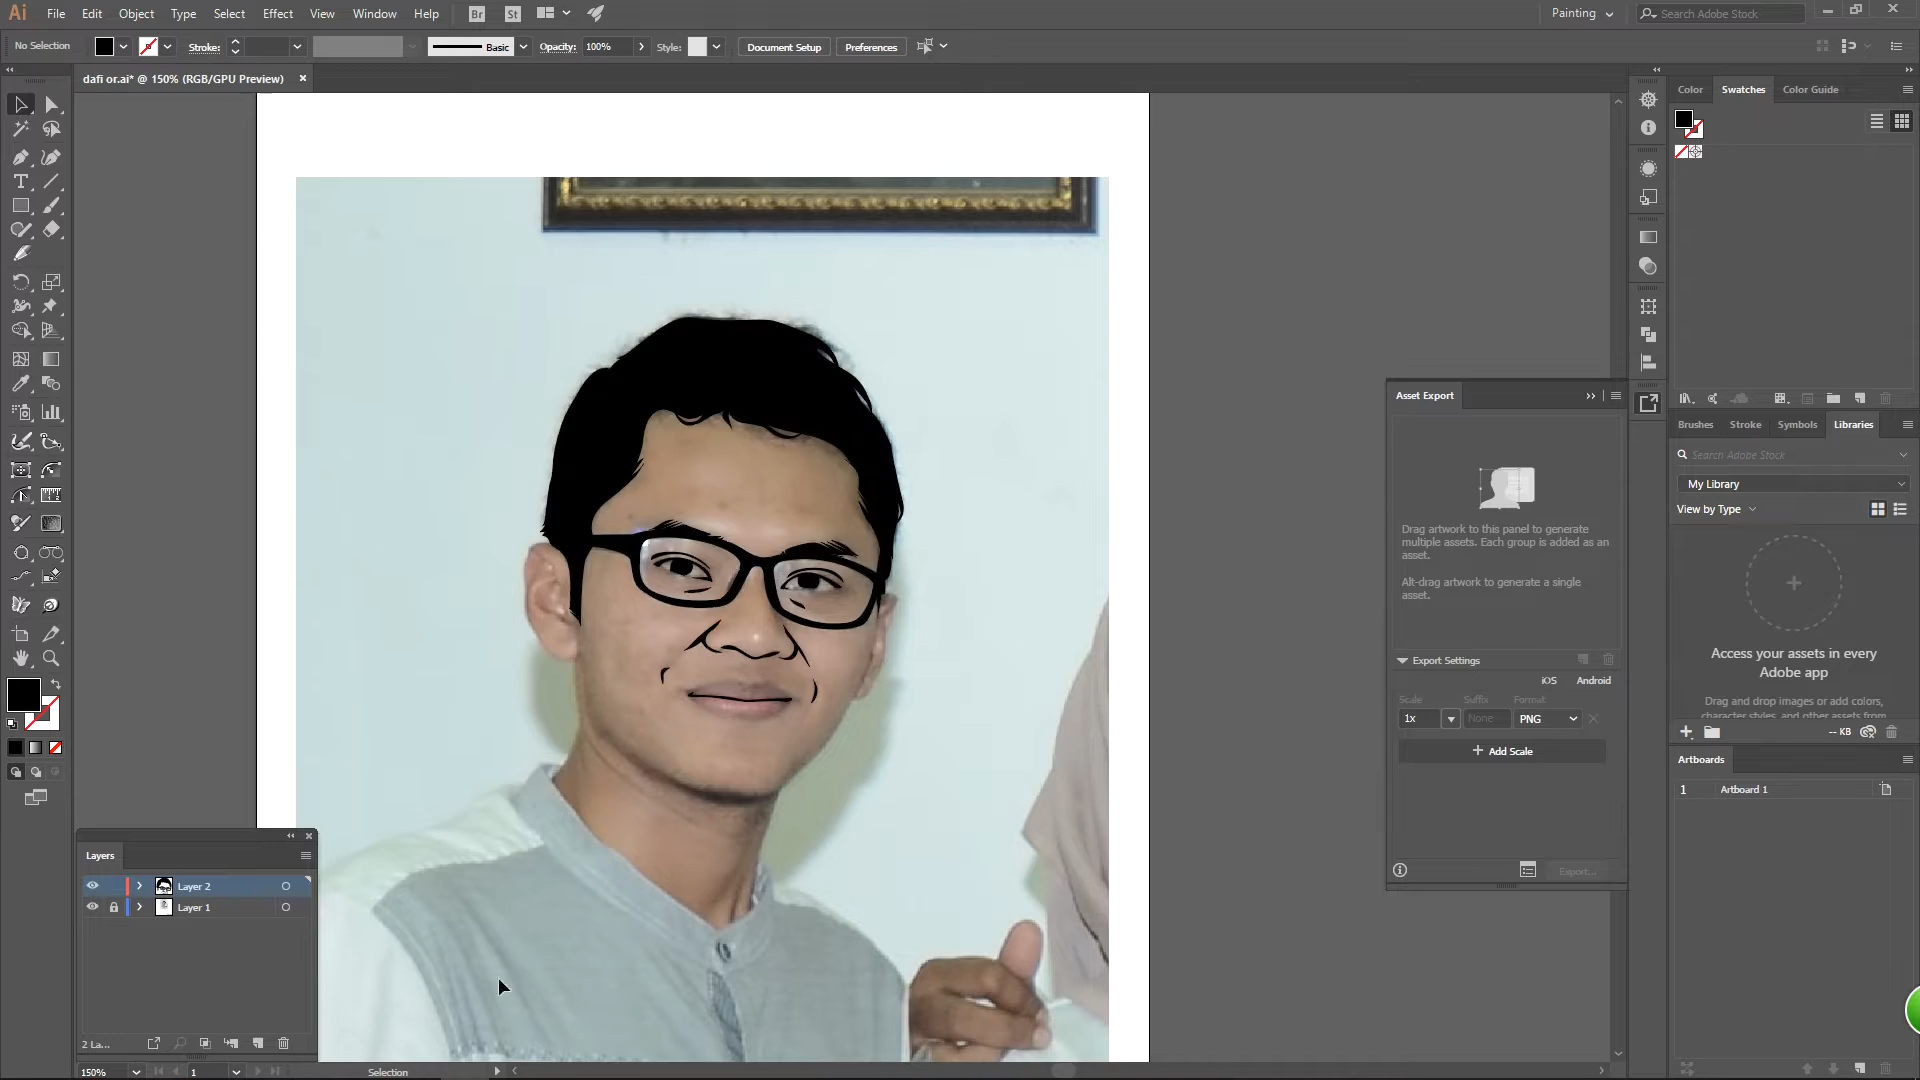 Ai File Edit Object Type Select Effect View Window Help Br St Painting Search Adobe Stock
No Selection Stroke: Basic Opacity: 100% Style: Document Setup Preferences
dafi or.ai* @ 150% (RGB/GPU Preview)
Color Swatches Color Guide
Asset Export
Drag artwork to this panel to generate
multiple assets. Each group is added as an
asset.
Alt-drag artwork to generate a single
asset.
Export Settings
iOS Android
Scale Suffix Format
1x None PNG
Add Scale
Export...
Brushes Stroke Symbols Libraries
Search Adobe Stock
My Library
View by Type
Access your assets in every
Adobe app
Drag and drop images or add colors,
character styles, and other assets from
-- KB
Artboards
1 Artboard 1
Layers
Layer 2
Layer 1
2 La...
150% 1 Selection